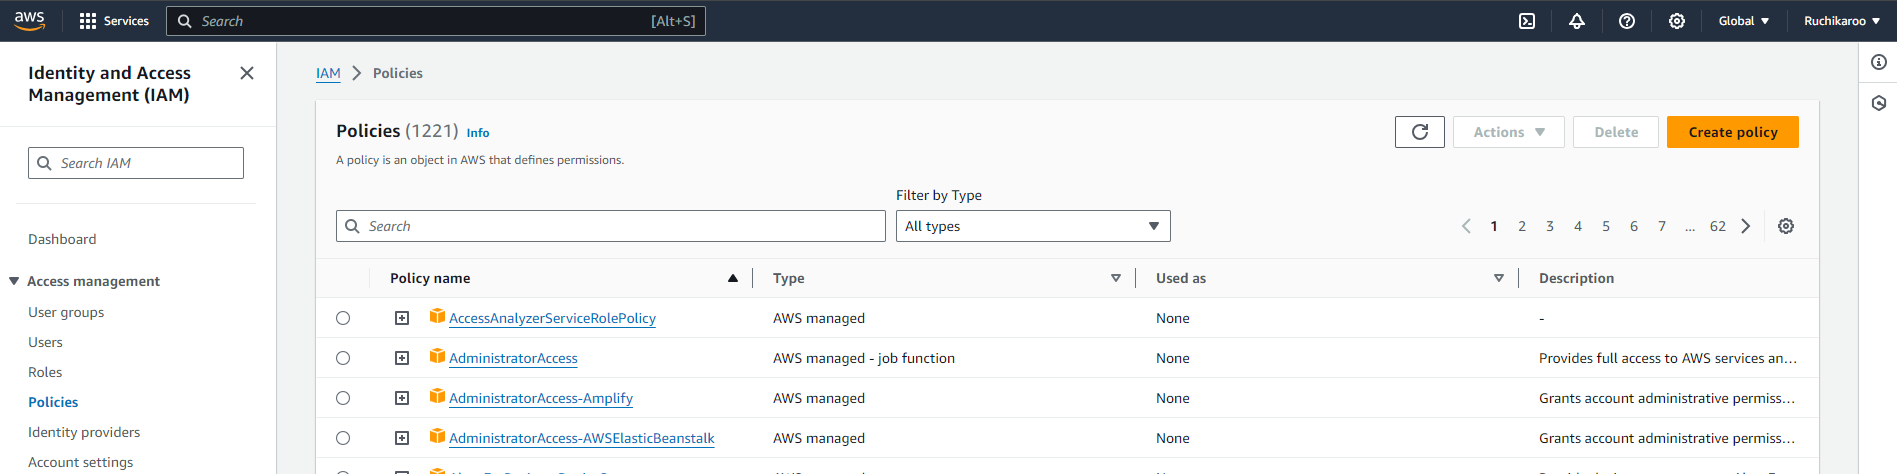 aws Services Search [Alt+S] Global Ruchikaroo
Identity and Access
Management (IAM)
Search IAM
Dashboard
Access management
User groups
Users
Roles
Policies
Identity providers
Account settings
IAM > Policies
Policies (1221) Info
A policy is an object in AWS that defines permissions.
Actions Delete Create policy
Filter by Type
Search All types 1 2 3 4 5 6 7 ... 62
Policy name Type Used as Description
AccessAnalyzerServiceRolePolicy AWS managed None -
AdministratorAccess AWS managed - job function None Provides full access to AWS services an...
AdministratorAccess-Amplify AWS managed None Grants account administrative permiss...
AdministratorAccess-AWSElasticBeanstalk AWS managed None Grants account administrative permiss...